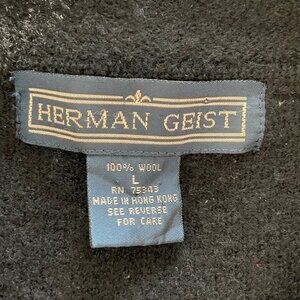 HERMAN GEIST
100% WOOL
L
RN 75343
MADE IN HONG KONG
SEE REVERSE
FOR CARE